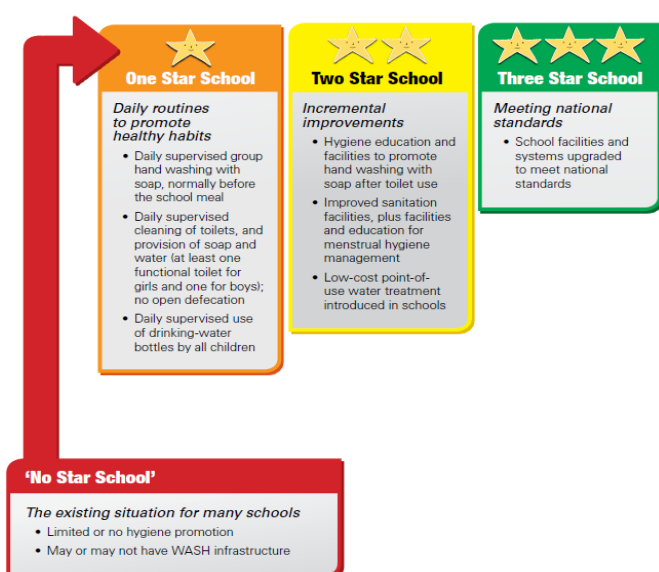 One Star School
Daily routines
to promote
healthy habits
• Daily supervised group
hand washing with
soap, normally before
the school meal
• Daily supervised
cleaning of toilets, and
provision of soap and
water (at least one
functional toilet for
girls and one for boys);
no open defecation
• Daily supervised use
of drinking-water
bottles by all children
Two Star School
Incremental
improvements
• Hygiene education and
facilities to promote
hand washing with
soap after toilet use
• Improved sanitation
facilities, plus facilities
and education for
menstrual hygiene
management
• Low-cost point-of-
use water treatment
introduced in schools
Three Star School
Meeting national
standards
• School facilities and
systems upgraded
to meet national
standards
‘No Star School’
The existing situation for many schools
• Limited or no hygiene promotion
• May or may not have WASH infrastructure